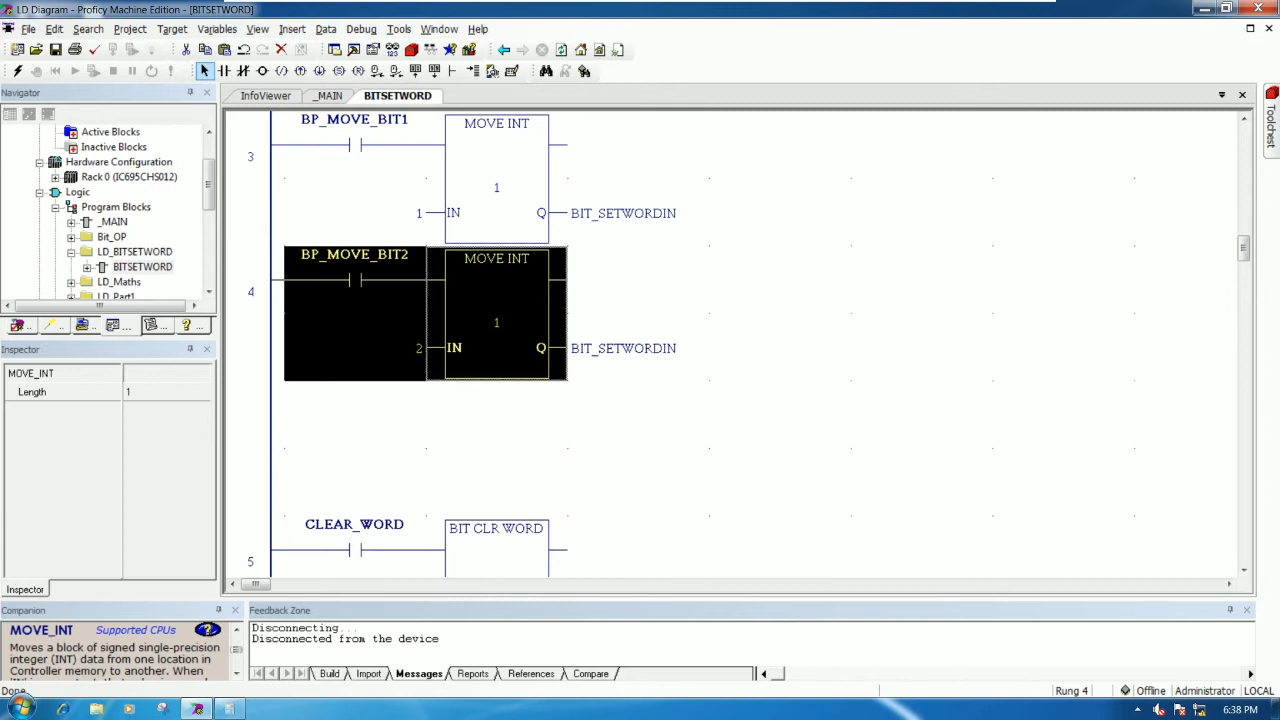 LD Diagram - Proficy Machine Edition - [BITSETWORD]
File Edit Search Project Target Variables View Insert Data Debug Tools Window Help
Navigator
Active Blocks
Inactive Blocks
Hardware Configuration
Rack 0 (IC695CHS012)
Logic
Program Blocks
_MAIN
Bit_OP
LD_BITSETWORD
BITSETWORD
LD_Maths
LD_Part1
Inspector
MOVE_INT
Length 1
Inspector
Companion
MOVE_INT Supported CPUs
Moves a block of signed single-precision
integer (INT) data from one location in
Controller memory to another. When
InfoViewer _MAIN BITSETWORD
BP_MOVE_BIT1 MOVE INT
3
1
1 IN Q BIT_SETWORDIN
BP_MOVE_BIT2 MOVE INT
4
1
2 IN Q BIT_SETWORDIN
CLEAR_WORD BIT CLR WORD
5
Toolchest
Feedback Zone
Disconnecting...
Disconnected from the device
Build Import Messages Reports References Compare
Done
Rung 4 Offline Administrator LOCAL
6:38 PM